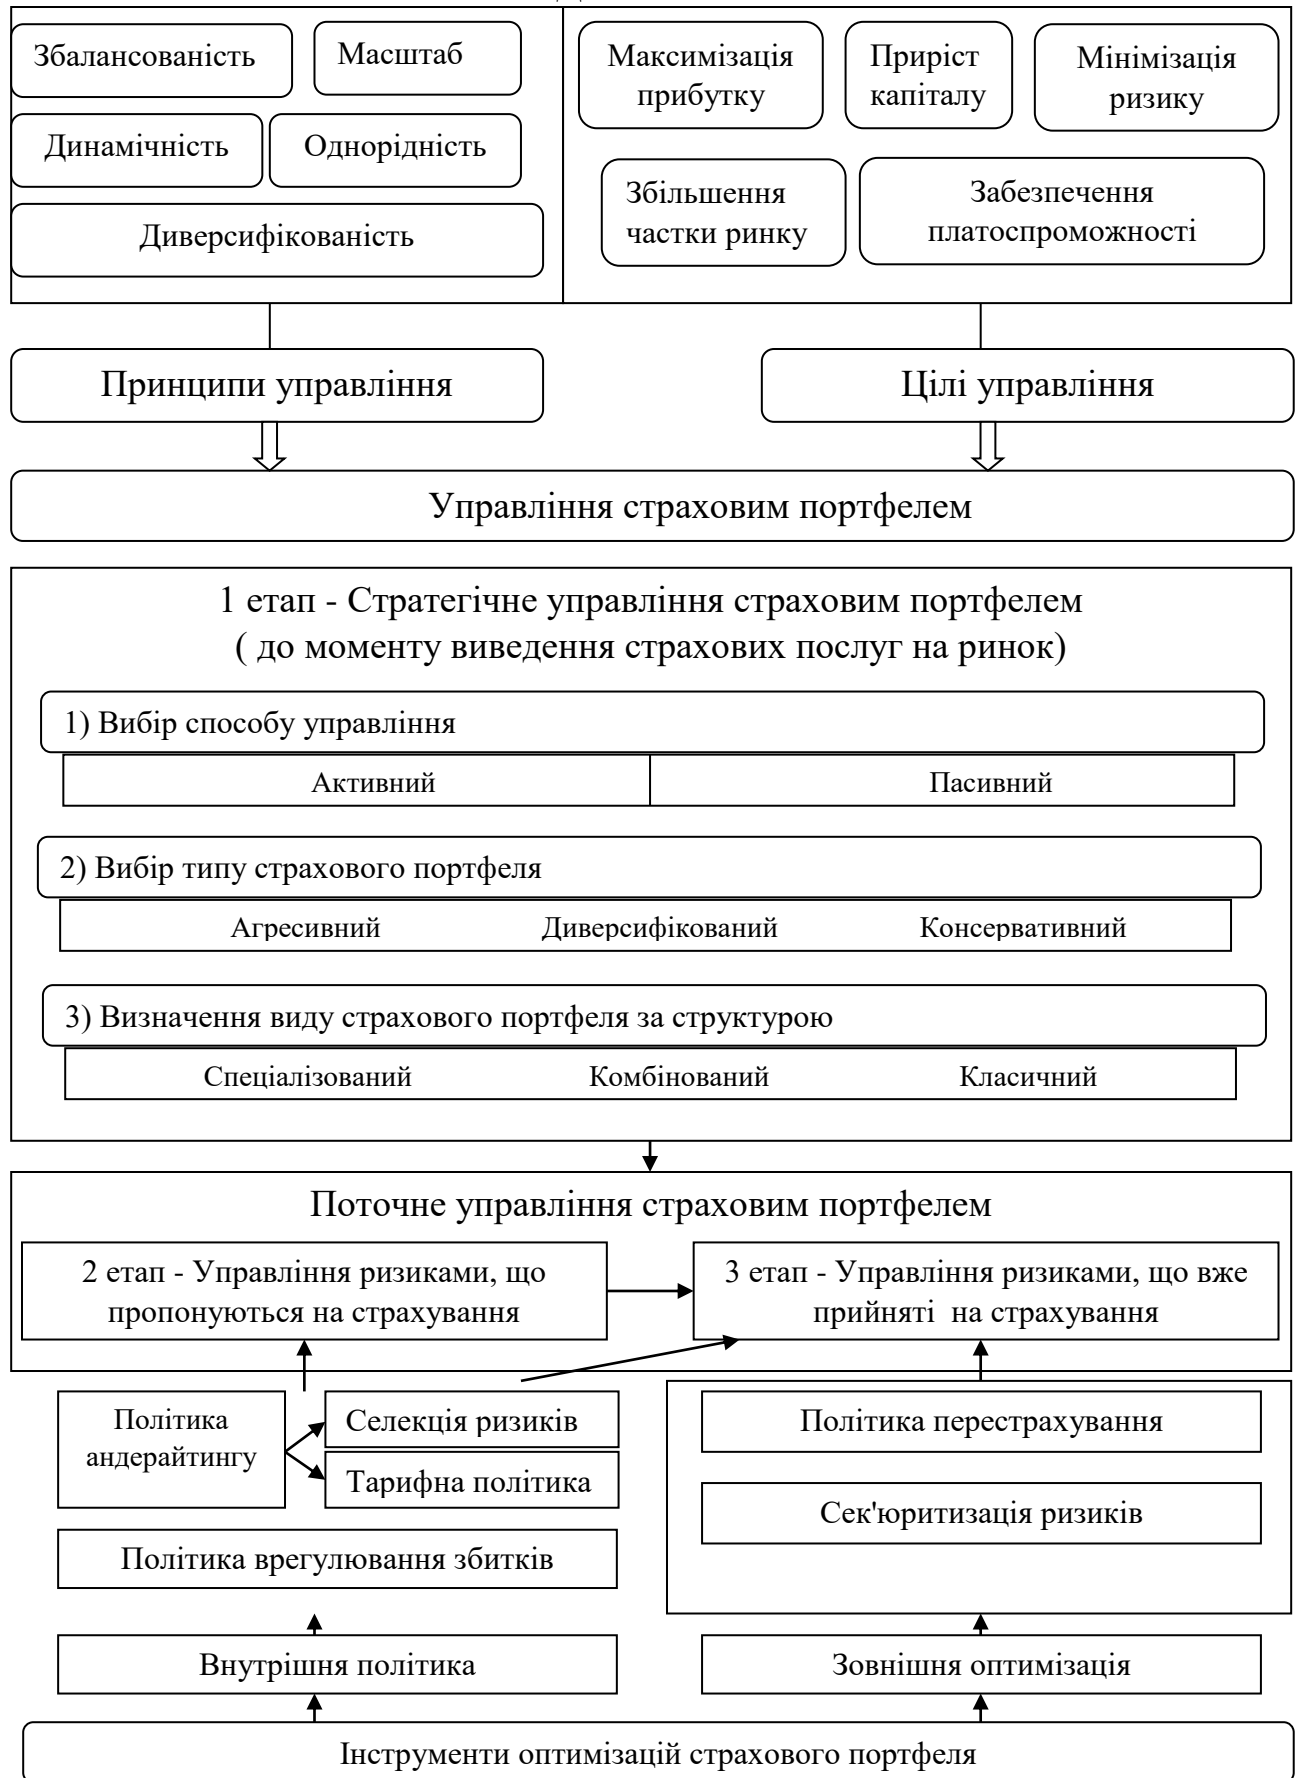 Збалансованість
Масштаб
Динамічність
Однорідність
Диверсифікованість
Максимізація
прибутку
Приріст
капіталу
Мінімізація
ризику
Збільшення
частки ринку
Забезпечення
платоспроможності
Принципи управління
Цілі управління
Управління страховим портфелем
1 етап - Стратегічне управління страховим портфелем
( до моменту виведення страхових послуг на ринок)
1) Вибір способу управління
Активний
Пасивний
2) Вибір типу страхового портфеля
Агресивний
Диверсифікований
Консервативний
3) Визначення виду страхового портфеля за структурою
Спеціалізований
Комбінований
Класичний
Поточне управління страховим портфелем
2 етап - Управління ризиками, що
пропонуються на страхування
3 етап - Управління ризиками, що вже
прийняті на страхування
Політика
андерайтингу
Селекція ризиків
Тарифна політика
Політика врегулювання збитків
Політика перестрахування
Сек'юритизація ризиків
Внутрішня політика
Зовнішня оптимізація
Інструменти оптимізацій страхового портфеля